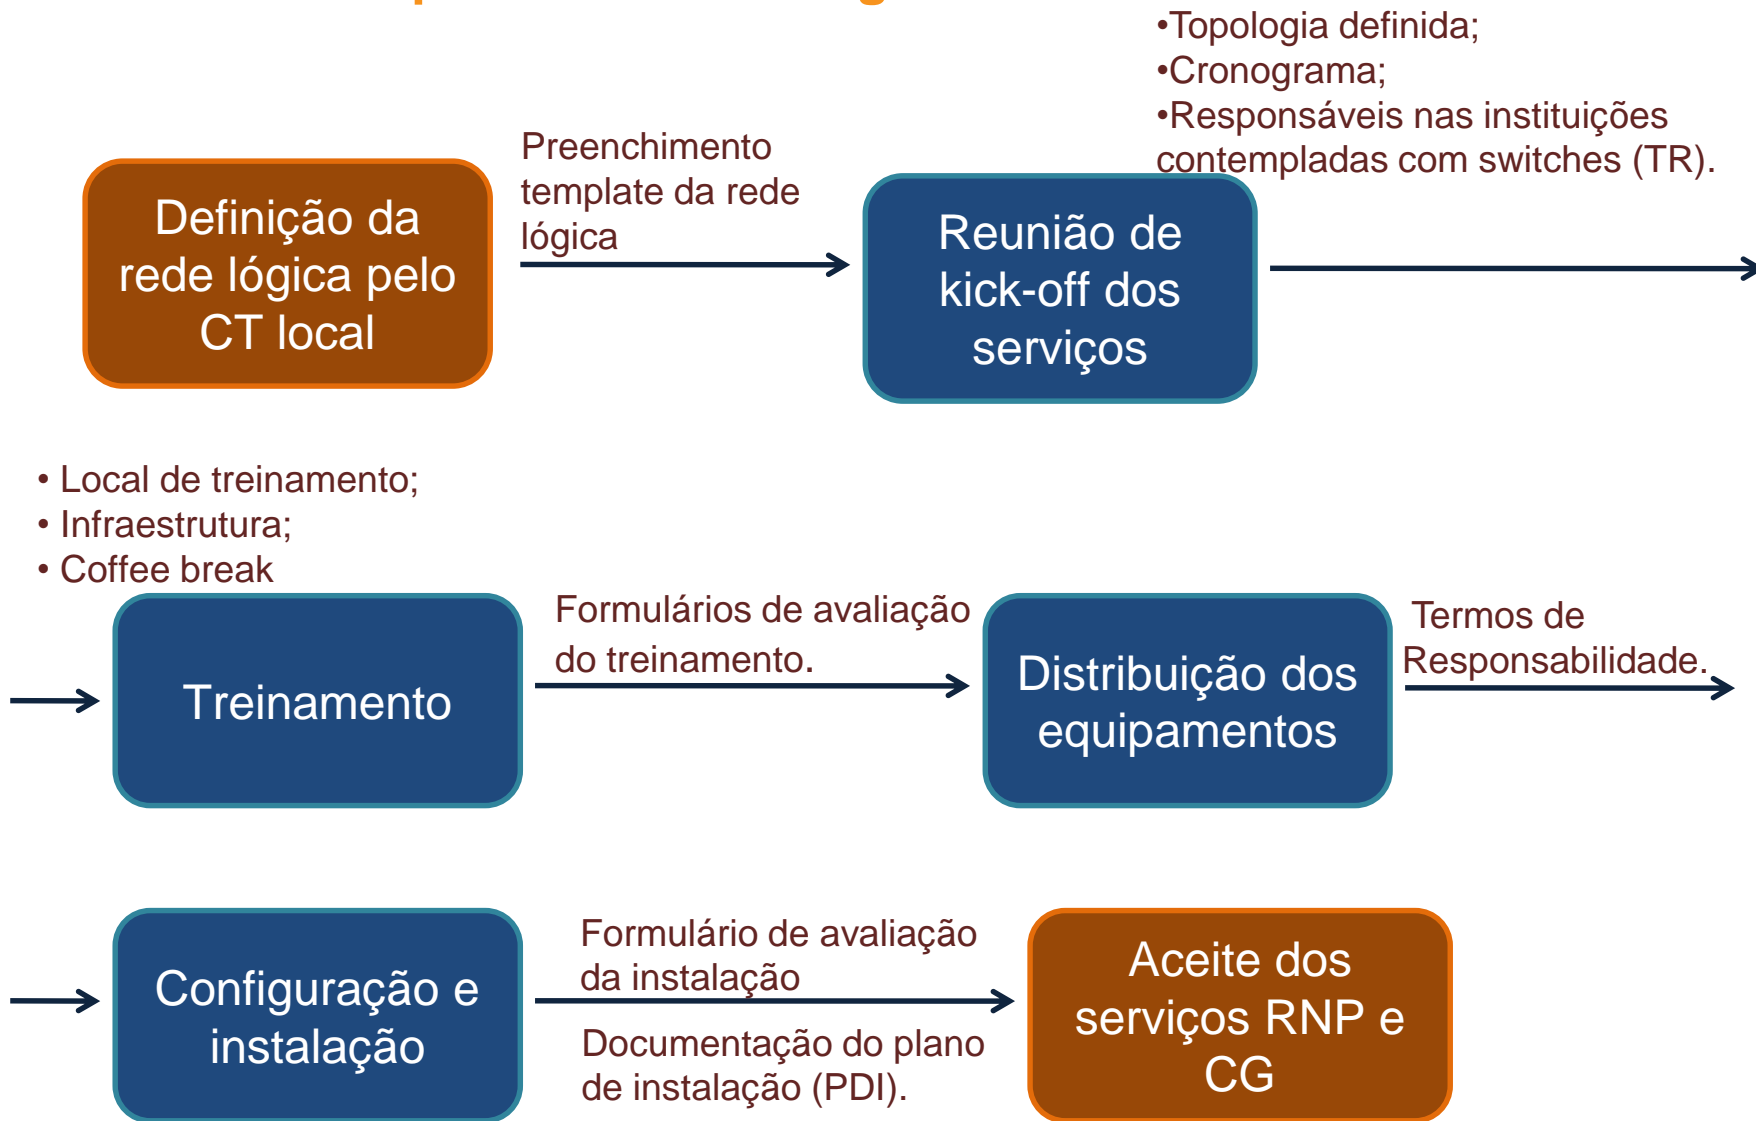 •Topologia definida;
•Cronograma;
•Responsáveis nas instituições
contempladas com switches (TR).
Definição da
rede lógica pelo
CT local
Preenchimento
template da rede
lógica
Reunião de
kick-off dos
serviços
• Local de treinamento;
• Infraestrutura;
• Coffee break
Treinamento
Formulários de avaliação
do treinamento.
Distribuição dos
equipamentos
Termos de
Responsabilidade.
Configuração e
instalação
Formulário de avaliação
da instalação
Documentação do plano
de instalação (PDI).
Aceite dos
serviços RNP e
CG